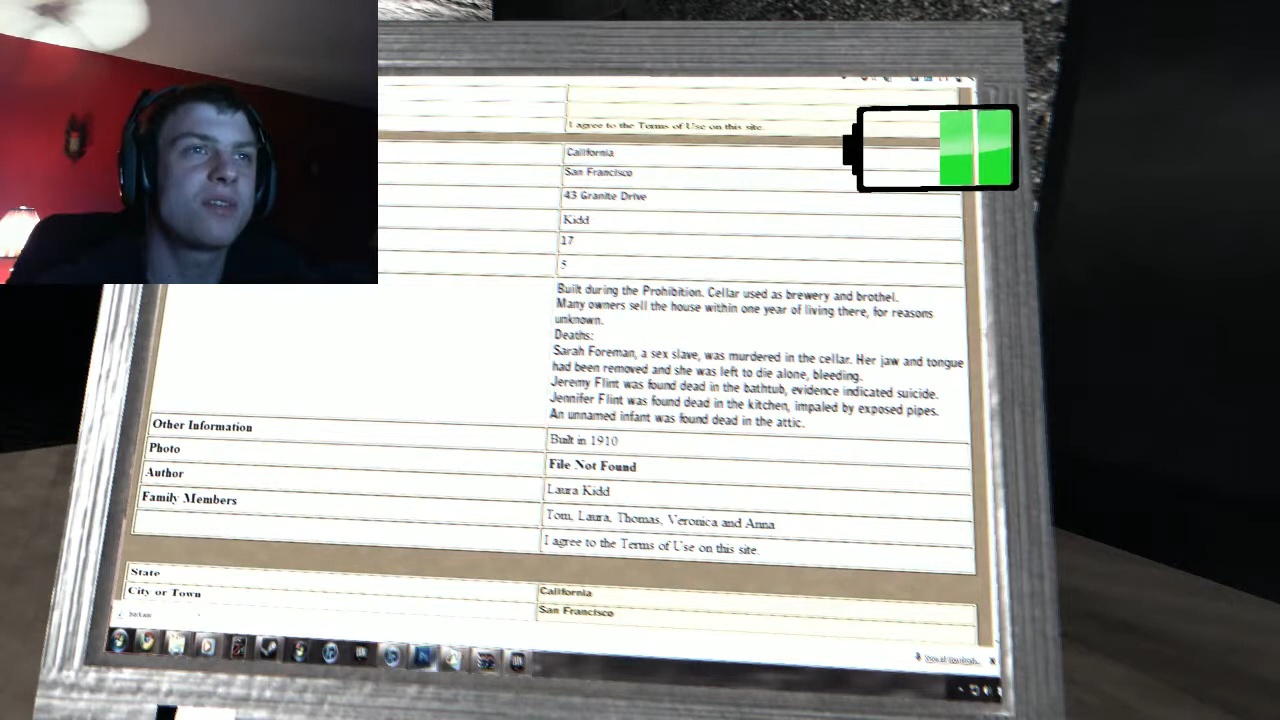 I agree to the Terms of Use on this site.
California
San Francisco
43 Granite Drive
Kidd
17
5
Built during the Prohibition. Cellar used as brewery and brothel.
Many owners sell the house within one year of living there, for reasons
unknown.
Deaths:
Sarah Foreman, a sex slave, was murdered in the cellar. Her jaw and tongue
had been removed and she was left to die alone, bleeding.
Jeremy Flint was found dead in the bathtub, evidence indicated suicide.
Jennifer Flint was found dead in the kitchen, impaled by exposed pipes.
An unnamed infant was found dead in the attic.
Other Information Built in 1910
Photo File Not Found
Author Laura Kidd
Family Members Tom, Laura, Thomas, Veronica and Anna
I agree to the Terms of Use on this site.
State California
City or Town San Francisco